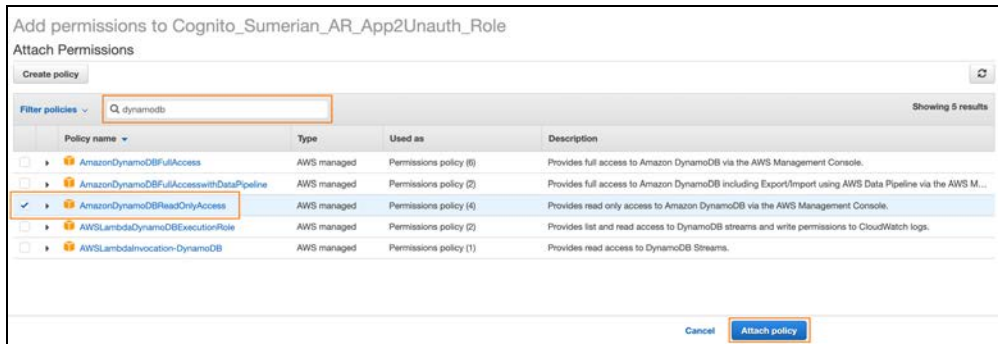 Add permissions to Cognito_Sumerian_AR_App2Unauth_Role
Attach Permissions
Create policy
Filter policies dynamodb Showing 5 results
Policy name Type Used as Description
AmazonDynamoDBFullAccess AWS managed Permissions policy (6) Provides full access to Amazon DynamoDB via the AWS Management Console.
AmazonDynamoDBFullAccesswithDataPipeline AWS managed Permissions policy (2) Provides full access to Amazon DynamoDB including Export/Import using AWS Data Pipeline via the AWS M...
AmazonDynamoDBReadOnlyAccess AWS managed Permissions policy (4) Provides read only access to Amazon DynamoDB via the AWS Management Console.
AWSLambdaDynamoDBExecutionRole AWS managed Permissions policy (2) Provides list and read access to DynamoDB streams and write permissions to CloudWatch logs.
AWSLambdaInvocation-DynamoDB AWS managed Permissions policy (1) Provides read access to DynamoDB Streams.
Cancel Attach policy